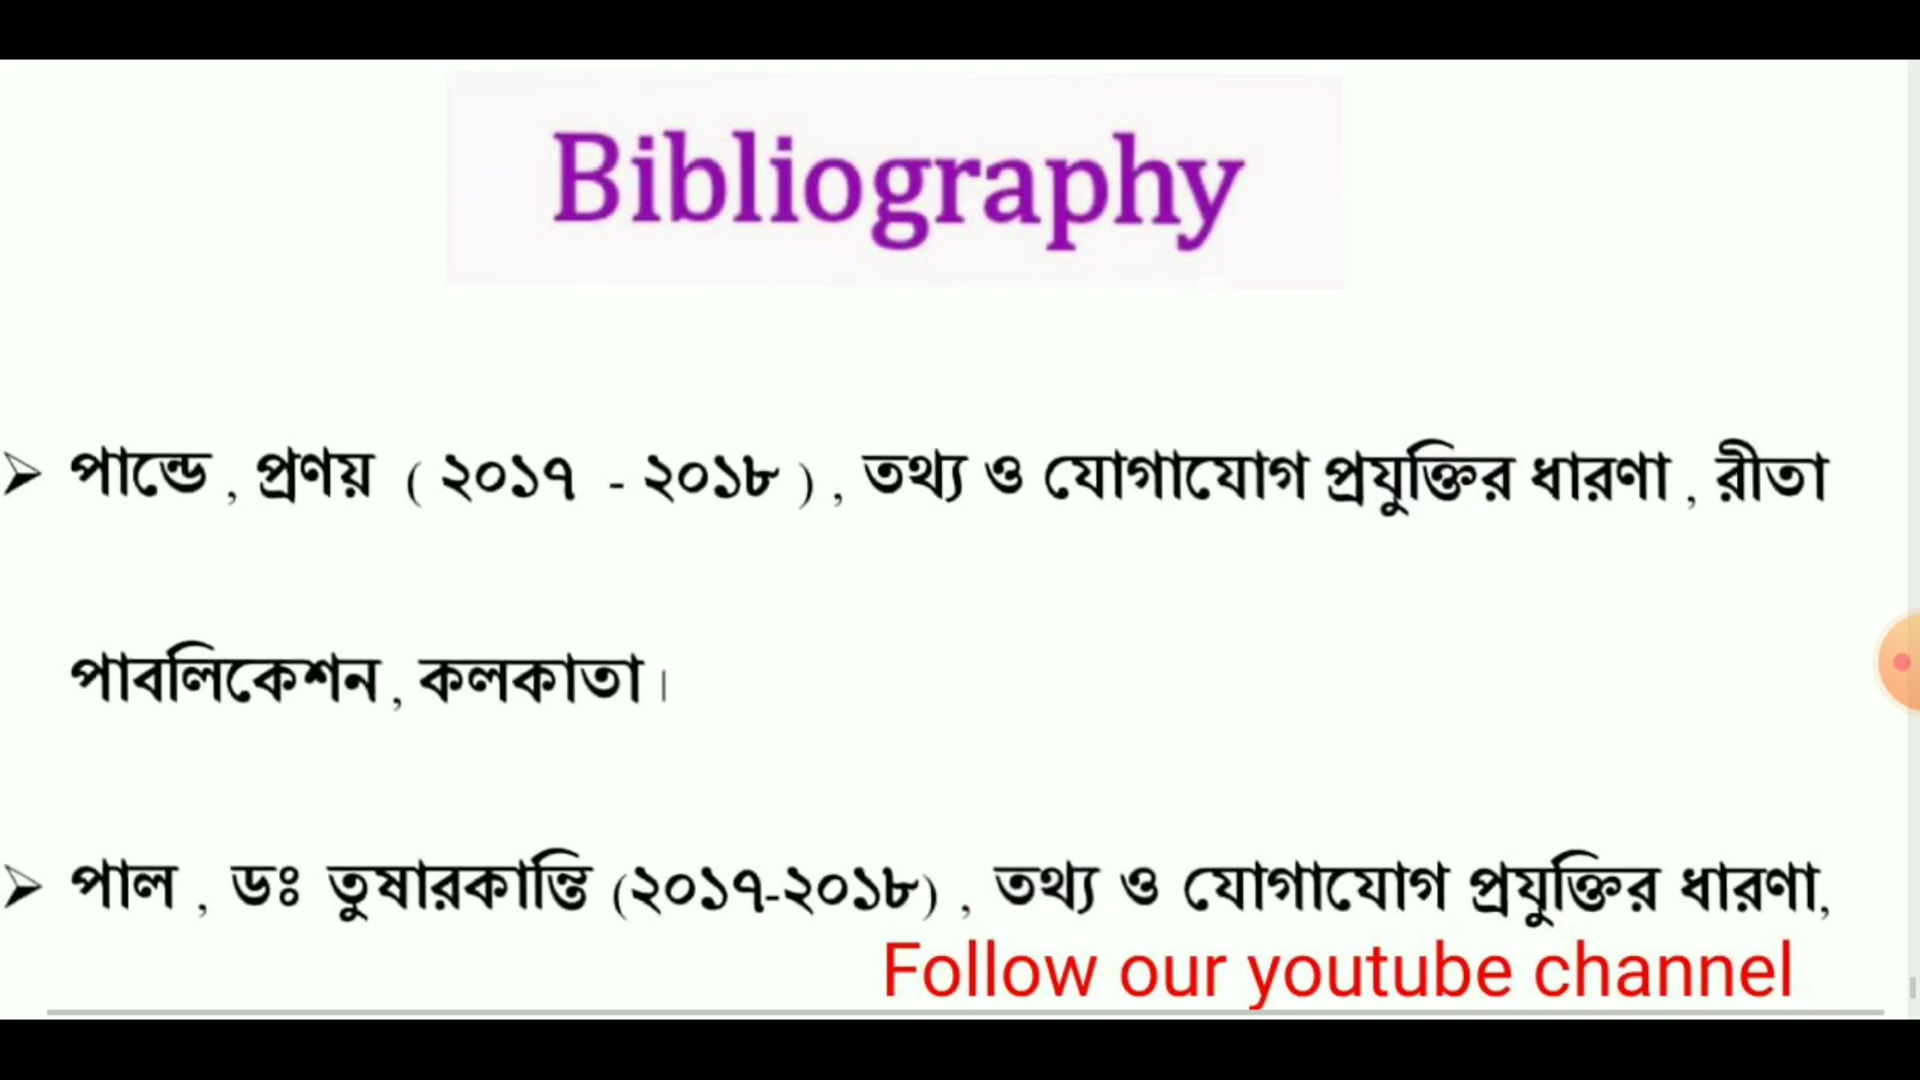 Bibliography
➢ পান্ডে , প্রণয় ( ২০১৭ - ২০১৮ ) , তথ্য ও যোগাযোগ প্রযুক্তির ধারণা , রীতা
পাবলিকেশন , কলকাতা।
➢ পাল , ডঃ তুষারকান্তি (২০১৭-২০১৮) , তথ্য ও যোগাযোগ প্রযুক্তির ধারণা,
Follow our youtube channel